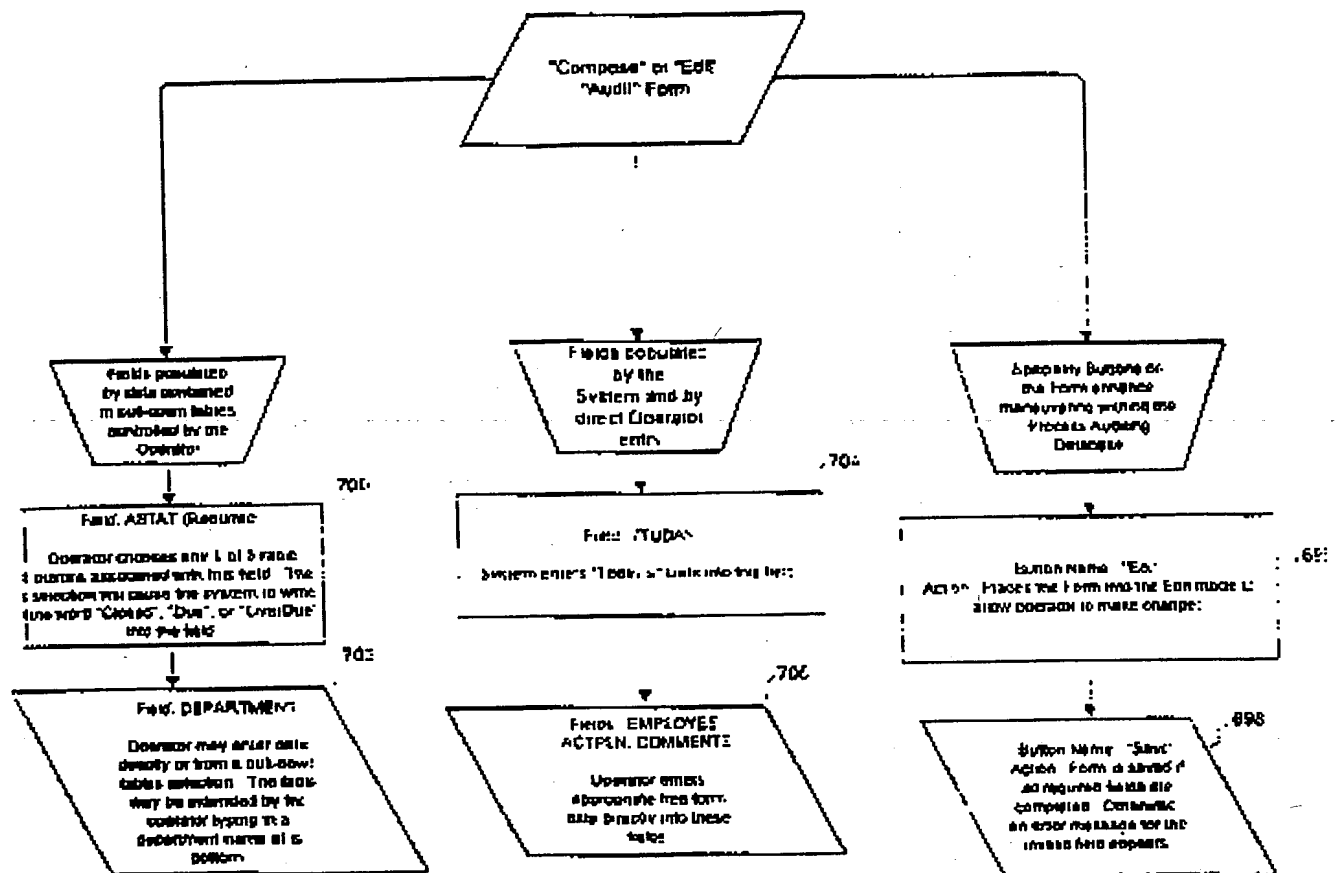 "Compose" or "Edit
"Audit" Form
Fields populated
by data contained
in pull-down tables
controlled by the
Operator
Fields populated
by the
System and by
direct Operator
entry
Specialty Buttons on
the Form enhance
maneuvering within the
Process Auditing
Database
700
Field: ASTAT (Required
Operator chooses any 1 of 3 radio
buttons associated with this field. The
selection will cause the system to write
the word "Closed", "Due", or "OverDue"
into the field
704
Field:
System enters "Today's" Date into this field
Button Name: "Edit"
Action: Places the Form into the Edit mode to
allow operator to make changes
702
Field: DEPARTMENT
Operator may enter data
directly or from a pull-down
tables selection. The table
may be extended by the
operator typing in a
department name at is
bottom
706
Fields: EMPLOYEE
COMMENTS
Operator enters
appropriate free form
data directly into these
fields
698
Button Name: "Save"
Action: Form is saved if
all required fields are
completed. Otherwise
an error message for the
missed field appears.